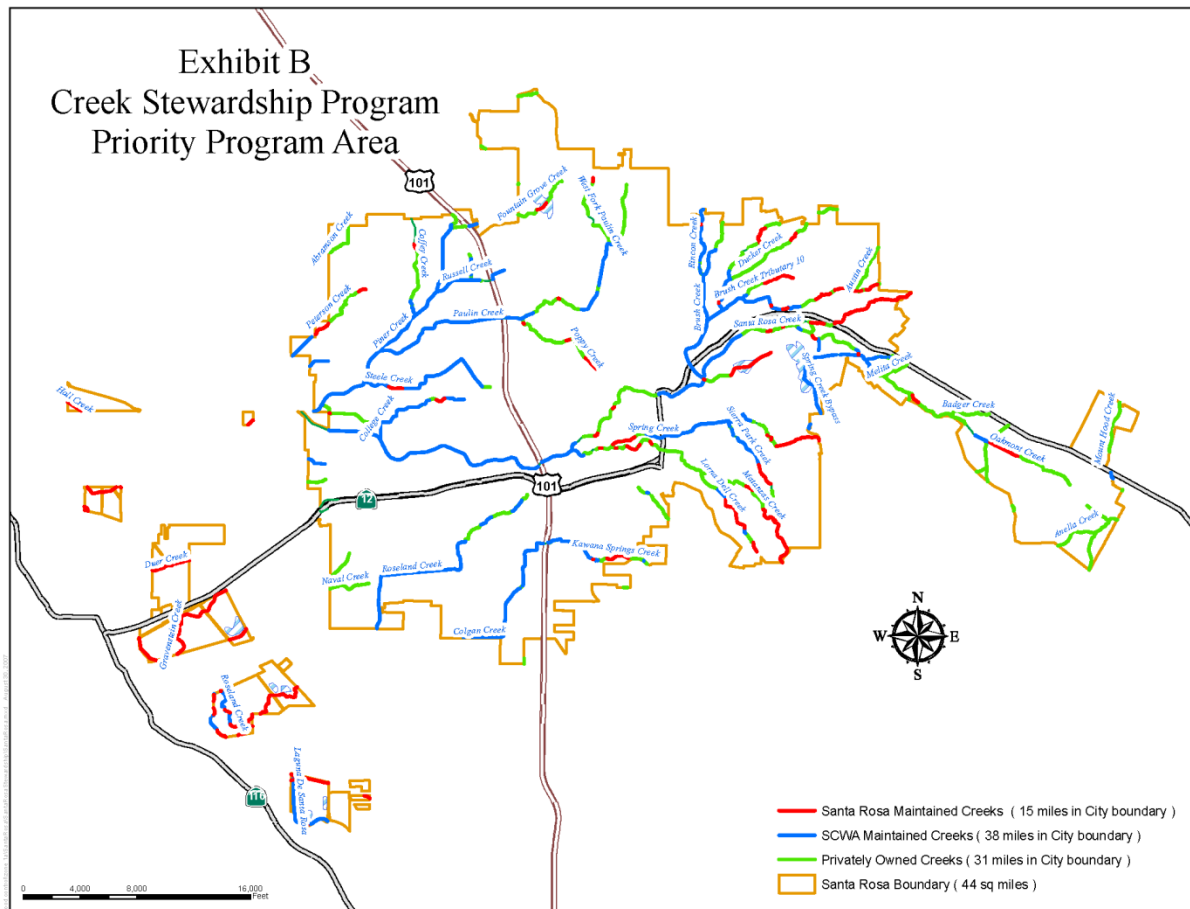 Exhibit B
Creek Stewardship Program
Priority Program Area
101
Fountain Grove Creek
West Fork Paulin Creek
Abramson Creek
Coffey Creek
Russell Creek
Rincon Creek
Ducker Creek
Brush Creek Tributary 10
Austin Creek
Peterson Creek
Piner Creek
Paulin Creek
Brush Creek
Santa Rosa Creek
Poppy Creek
Melita Creek
Steele Creek
Spring Creek Bypass
Hall Creek
College Creek
Badger Creek
Mount Hood Creek
Spring Creek
Sierra Park Creek
Oakmont Creek
Lorna Dell Creek
Matanzas Creek
101
12
Annella Creek
Duer Creek
Kawana Springs Creek
Naval Creek
Roseland Creek
Gravenstein Creek
Colgan Creek
N
W
E
S
Roseland Creek
Laguna De Santa Rosa
116
Santa Rosa Maintained Creeks ( 15 miles in City boundary )
SCWA Maintained Creeks ( 38 miles in City boundary )
Privately Owned Creeks ( 31 miles in City boundary )
Santa Rosa Boundary ( 44 sq miles )
0 4,000 8,000 16,000
Feet